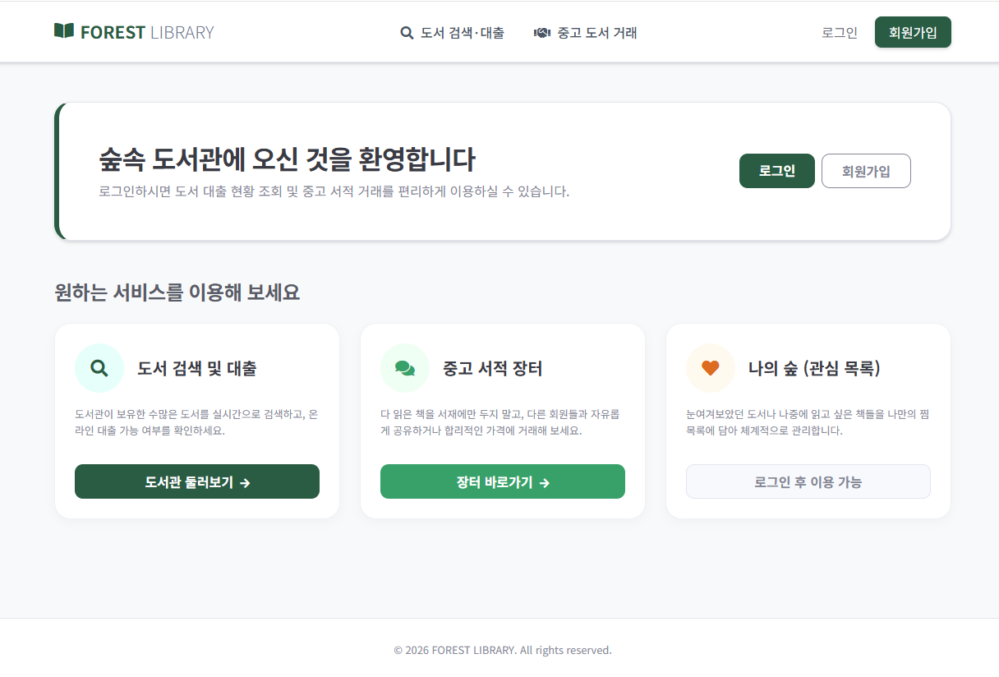 FOREST LIBRARY
도서 검색·대출
중고 도서 거래
로그인
회원가입
숲속 도서관에 오신 것을 환영합니다
로그인하시면 도서 대출 현황 조회 및 중고 서적 거래를 편리하게 이용하실 수 있습니다.
로그인
회원가입
원하는 서비스를 이용해 보세요
도서 검색 및 대출
도서관이 보유한 수많은 도서를 실시간으로 검색하고, 온
라인 대출 가능 여부를 확인하세요.
도서관 둘러보기 →
중고 서적 장터
다 읽은 책을 서재에만 두지 말고, 다른 회원들과 자유롭
게 공유하거나 합리적인 가격에 거래해 보세요.
장터 바로가기 →
나의 숲 (관심 목록)
눈여겨보았던 도서나 나중에 읽고 싶은 책들을 나만의 찜
목록에 담아 체계적으로 관리합니다.
로그인 후 이용 가능
© 2026 FOREST LIBRARY. All rights reserved.